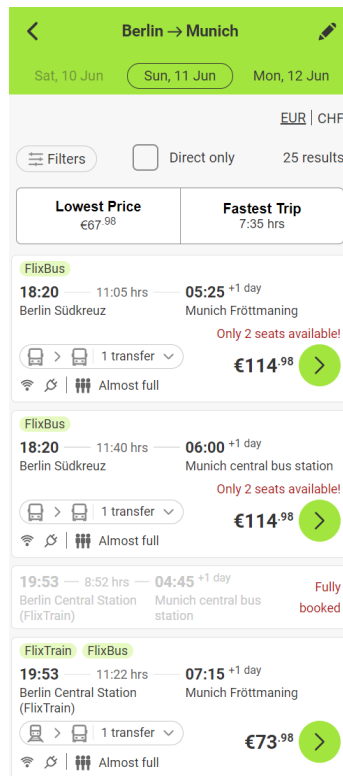 Berlin → Munich
Sat, 10 Jun Sun, 11 Jun Mon, 12 Jun
EUR | CHF
Filters Direct only 25 results
Lowest Price Fastest Trip
€67.98 7:35 hrs
FlixBus
18:20 11:05 hrs 05:25 +1 day
Berlin Südkreuz Munich Fröttmaning
Only 2 seats available!
1 transfer €114.98
Almost full
FlixBus
18:20 11:40 hrs 06:00 +1 day
Berlin Südkreuz Munich central bus station
Only 2 seats available!
1 transfer €114.98
Almost full
19:53 8:52 hrs 04:45 +1 day Fully
Berlin Central Station Munich central bus booked
(FlixTrain) station
FlixTrain FlixBus
19:53 11:22 hrs 07:15 +1 day
Berlin Central Station Munich Fröttmaning
(FlixTrain)
1 transfer €73.98
Almost full